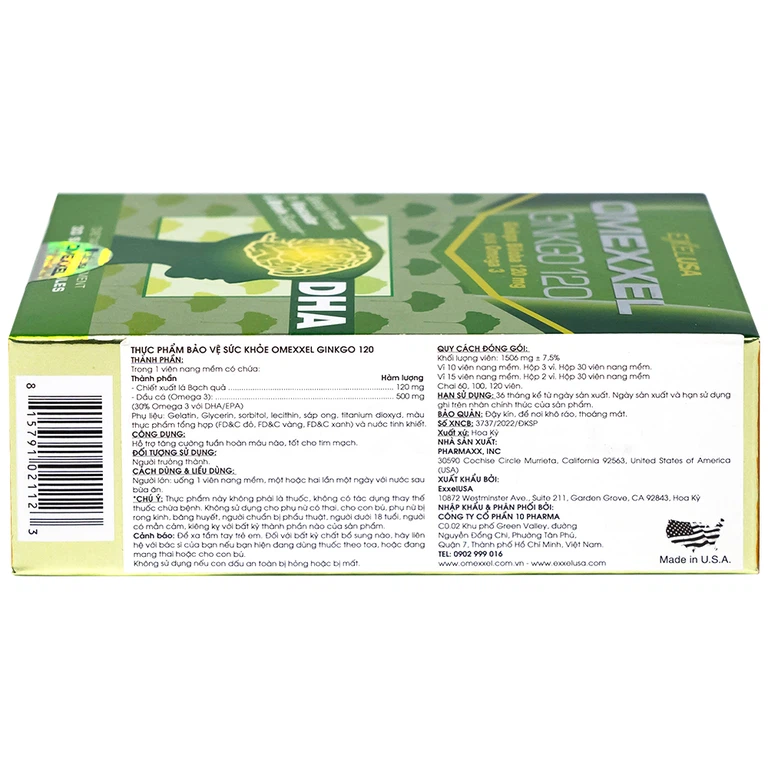 OMEXXEL
GINKGO 120
Ginkgo Biloba 120 mg
với Omega 3
ExxelUSA
DHA
THỰC PHẨM BẢO VỆ SỨC KHỎE OMEXXEL GINKGO 120
THÀNH PHẦN:
Trong 1 viên nang mềm có chứa:
Thành phần Hàm lượng
- Chiết xuất lá Bạch quả 120 mg
- Dầu cá (Omega 3): 500 mg
(30% Omega 3 với DHA/EPA)
Phụ liệu: Gelatin, Glycerin, sorbitol, lecithin, sáp ong, titanium dioxyd, màu
thực phẩm tổng hợp (FD&C đỏ, FD&C vàng, FD&C xanh) và nước tinh khiết.
CÔNG DỤNG:
Hỗ trợ tăng cường tuần hoàn máu não, tốt cho tim mạch.
ĐỐI TƯỢNG SỬ DỤNG:
Người trưởng thành.
CÁCH DÙNG & LIỀU DÙNG:
Người lớn: uống 1 viên nang mềm, một hoặc hai lần một ngày với nước sau
bữa ăn.
*CHÚ Ý: Thực phẩm này không phải là thuốc, không có tác dụng thay thế
thuốc chữa bệnh. Không sử dụng cho phụ nữ có thai, cho con bú, phụ nữ bị
rong kinh, băng huyết, người chuẩn bị phẫu thuật, người dưới 18 tuổi, người
có mẫn cảm, kiêng kỵ với bất kỳ thành phần nào của sản phẩm.
Cảnh báo: Để xa tầm tay trẻ em. Đối với bất kỳ chất bổ sung nào, hãy liên
hệ với bác sĩ của bạn nếu bạn hiện đang dùng thuốc theo toa, hoặc đang
mang thai hoặc cho con bú.
Không sử dụng nếu con dấu an toàn bị hỏng hoặc bị mất.
QUY CÁCH ĐÓNG GÓI:
Khối lượng viên: 1506 mg ± 7,5%
Vỉ 10 viên nang mềm. Hộp 3 vỉ. Hộp 30 viên nang mềm
Vỉ 15 viên nang mềm. Hộp 2 vỉ. Hộp 30 viên nang mềm
Chai 60, 100, 120 viên.
HẠN SỬ DỤNG: 36 tháng kể từ ngày sản xuất. Ngày sản xuất và hạn sử dụng
ghi trên nhãn chính thức của sản phẩm.
BẢO QUẢN: Đậy kín, để nơi khô ráo, thoáng mát.
Số XNCB: 3737/2022/ĐKSP
Xuất xứ: Hoa Kỳ
NHÀ SẢN XUẤT:
PHARMAXX, INC
30590 Cochise Circle Murrieta, California 92563, United States of America
(USA)
XUẤT KHẨU BỞI:
ExxelUSA
10872 Westminster Ave., Suite 211, Garden Grove, CA 92843, Hoa Kỳ
NHẬP KHẨU & PHÂN PHỐI BỞI:
CÔNG TY CỔ PHẦN 10 PHARMA
C0.02 Khu phố Green Valley, đường
Nguyễn Đổng Chi, Phường Tân Phú,
Quận 7, Thành phố Hồ Chí Minh, Việt Nam.
TEL: 0902 999 016
www.omexxel.com.vn - www.exxelusa.com
Made in U.S.A.
8 15791 02112 3